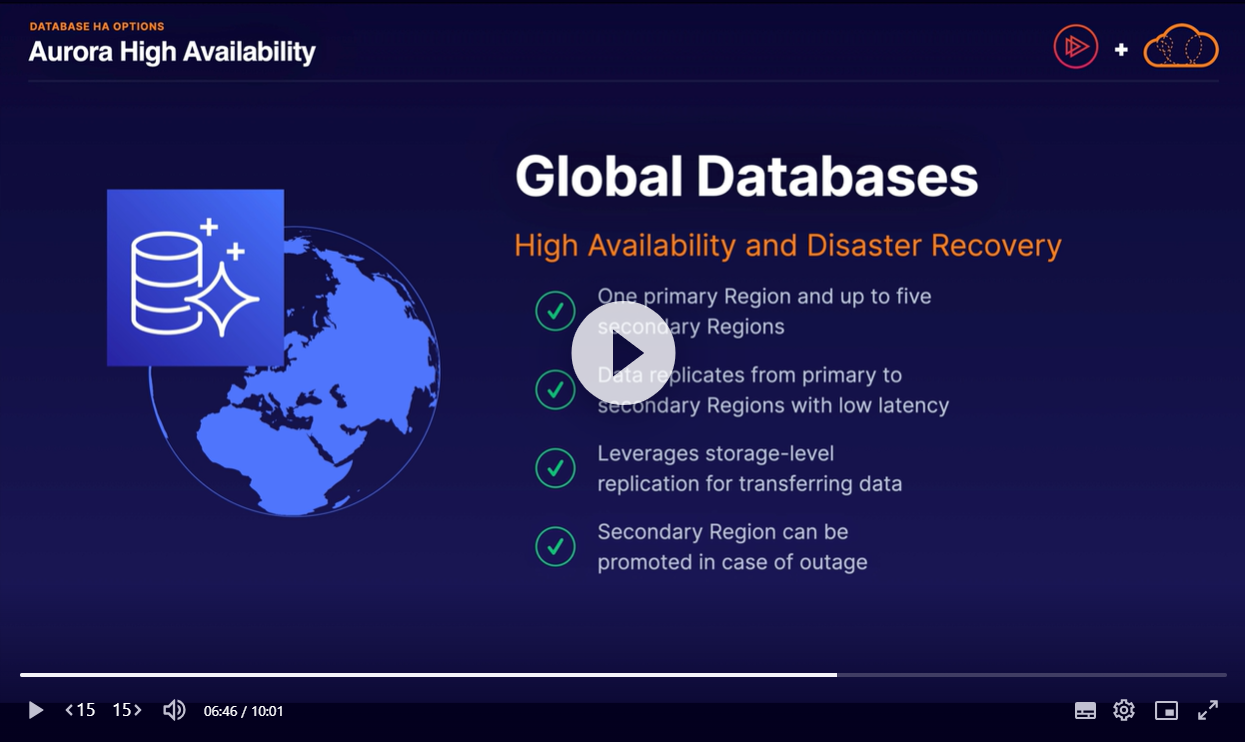 DATABASE HA OPTIONS
Aurora High Availability
Global Databases
High Availability and Disaster Recovery
One primary Region and up to five
secondary Regions
Data replicates from primary to
secondary Regions with low latency
Leverages storage-level
replication for transferring data
Secondary Region can be
promoted in case of outage
15 15 06:46 / 10:01